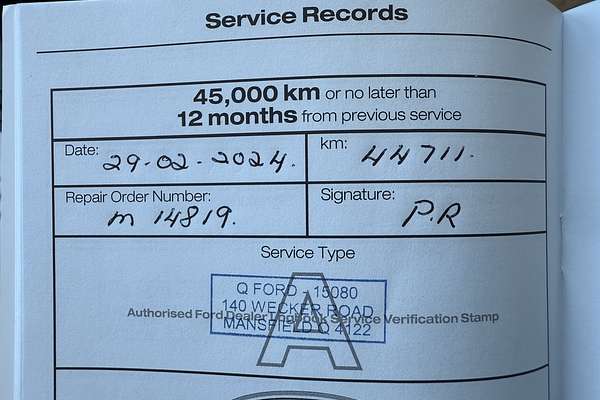 Service Records
45,000 km or no later than
12 months from previous service
Date: 29-02-2024.
km: 44711.
Repair Order Number: m 14819.
Signature: P.R
Service Type
A
Q FORD - 15080
140 WECKER ROAD
Authorised Ford Dealer Logbook Service Verification Stamp
MANSFIELD Q 4122